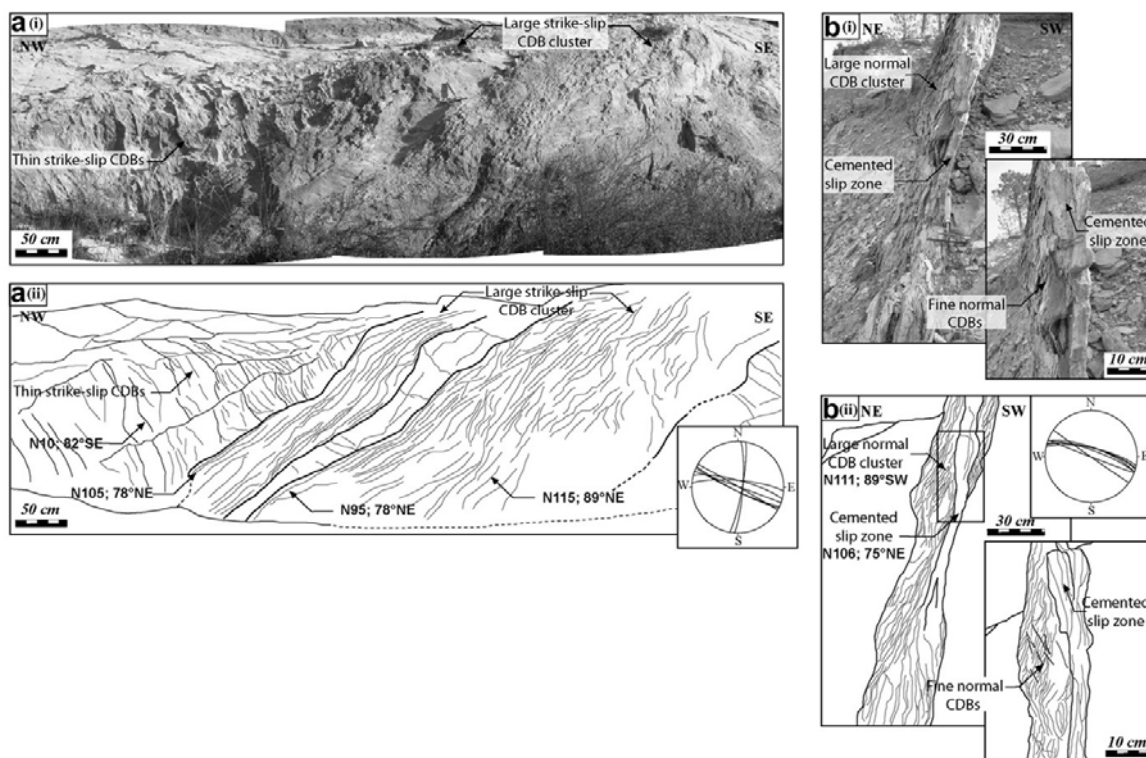 a (i)
NW
Large strike-slip
CDB cluster
SE
Thin strike-slip CDBs
50 cm
a (ii)
NW
Large strike-slip
CDB cluster
SE
Thin strike-slip CDBs
N10; 82°SE
N105; 78°NE
N95; 78°NE
N115; 89°NE
50 cm
N
W
E
S
b (i) NE
SW
Large normal
CDB cluster
30 cm
Cemented
slip zone
Cemented
slip zone
Fine normal
CDBs
10 cm
b (ii) NE
SW
Large normal
CDB cluster
N111; 89°SW
Cemented
slip zone
N106; 75°NE
N
W
E
S
30 cm
Cemented
slip zone
Fine normal
CDBs
10 cm